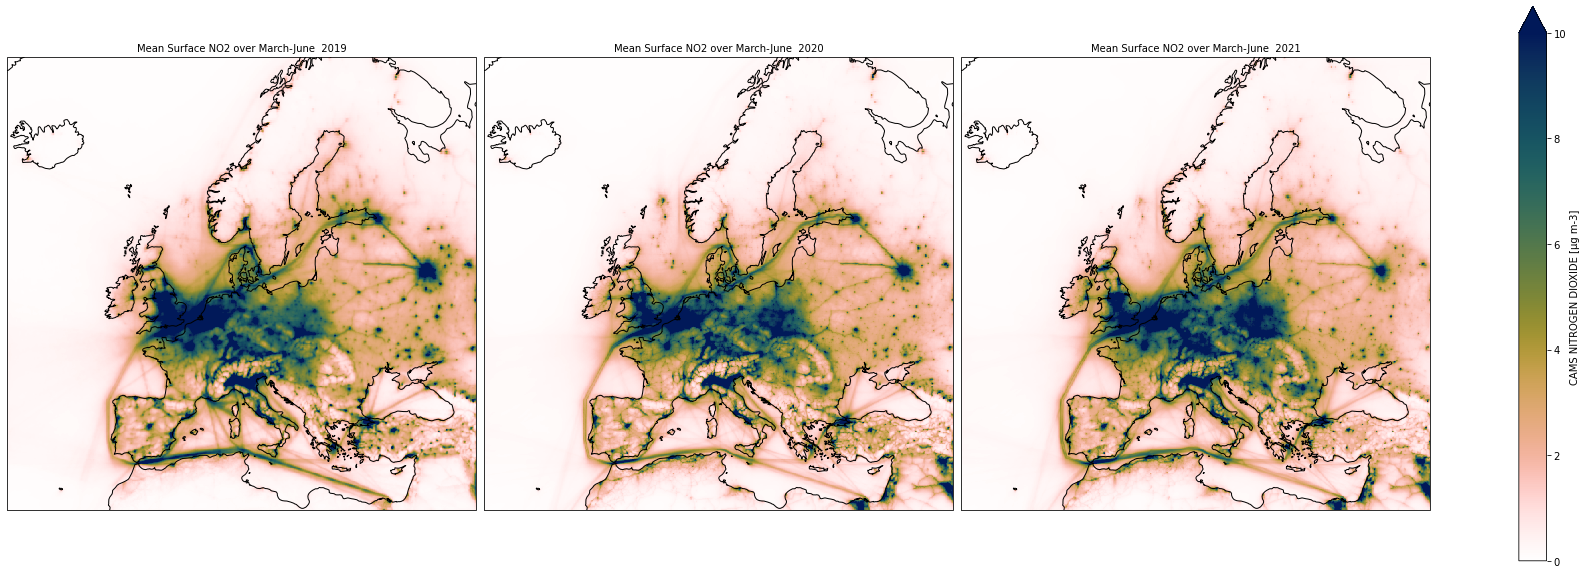 Mean Surface NO2 over March-June  2019
Mean Surface NO2 over March-June  2020
Mean Surface NO2 over March-June  2021
10
8
6
4
2
0
CAMS NITROGEN DIOXIDE [µg m-3]